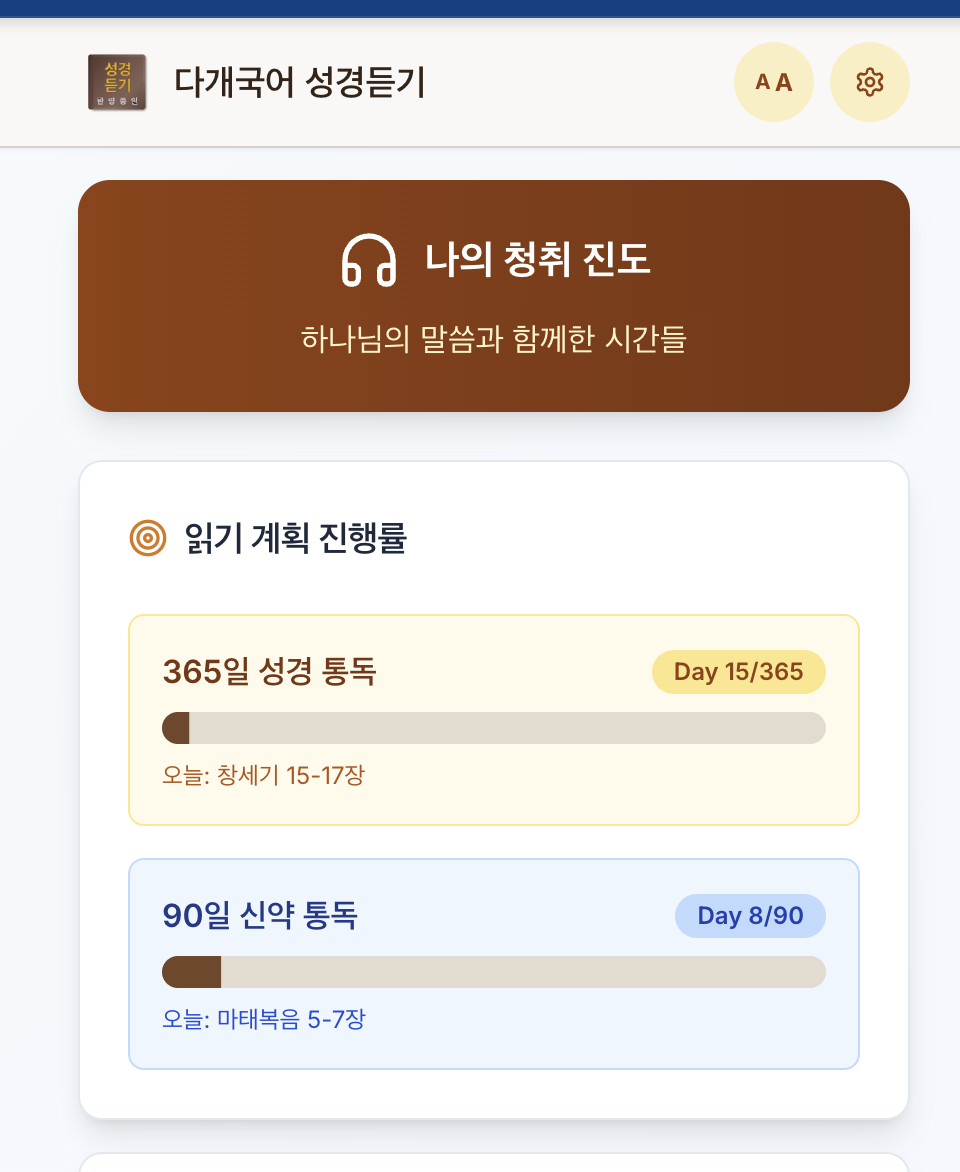 성경
듣기
다개국어 성경듣기
A A
나의 청취 진도
하나님의 말씀과 함께한 시간들
읽기 계획 진행률
365일 성경 통독
Day 15/365
오늘: 창세기 15-17장
90일 신약 통독
Day 8/90
오늘: 마태복음 5-7장